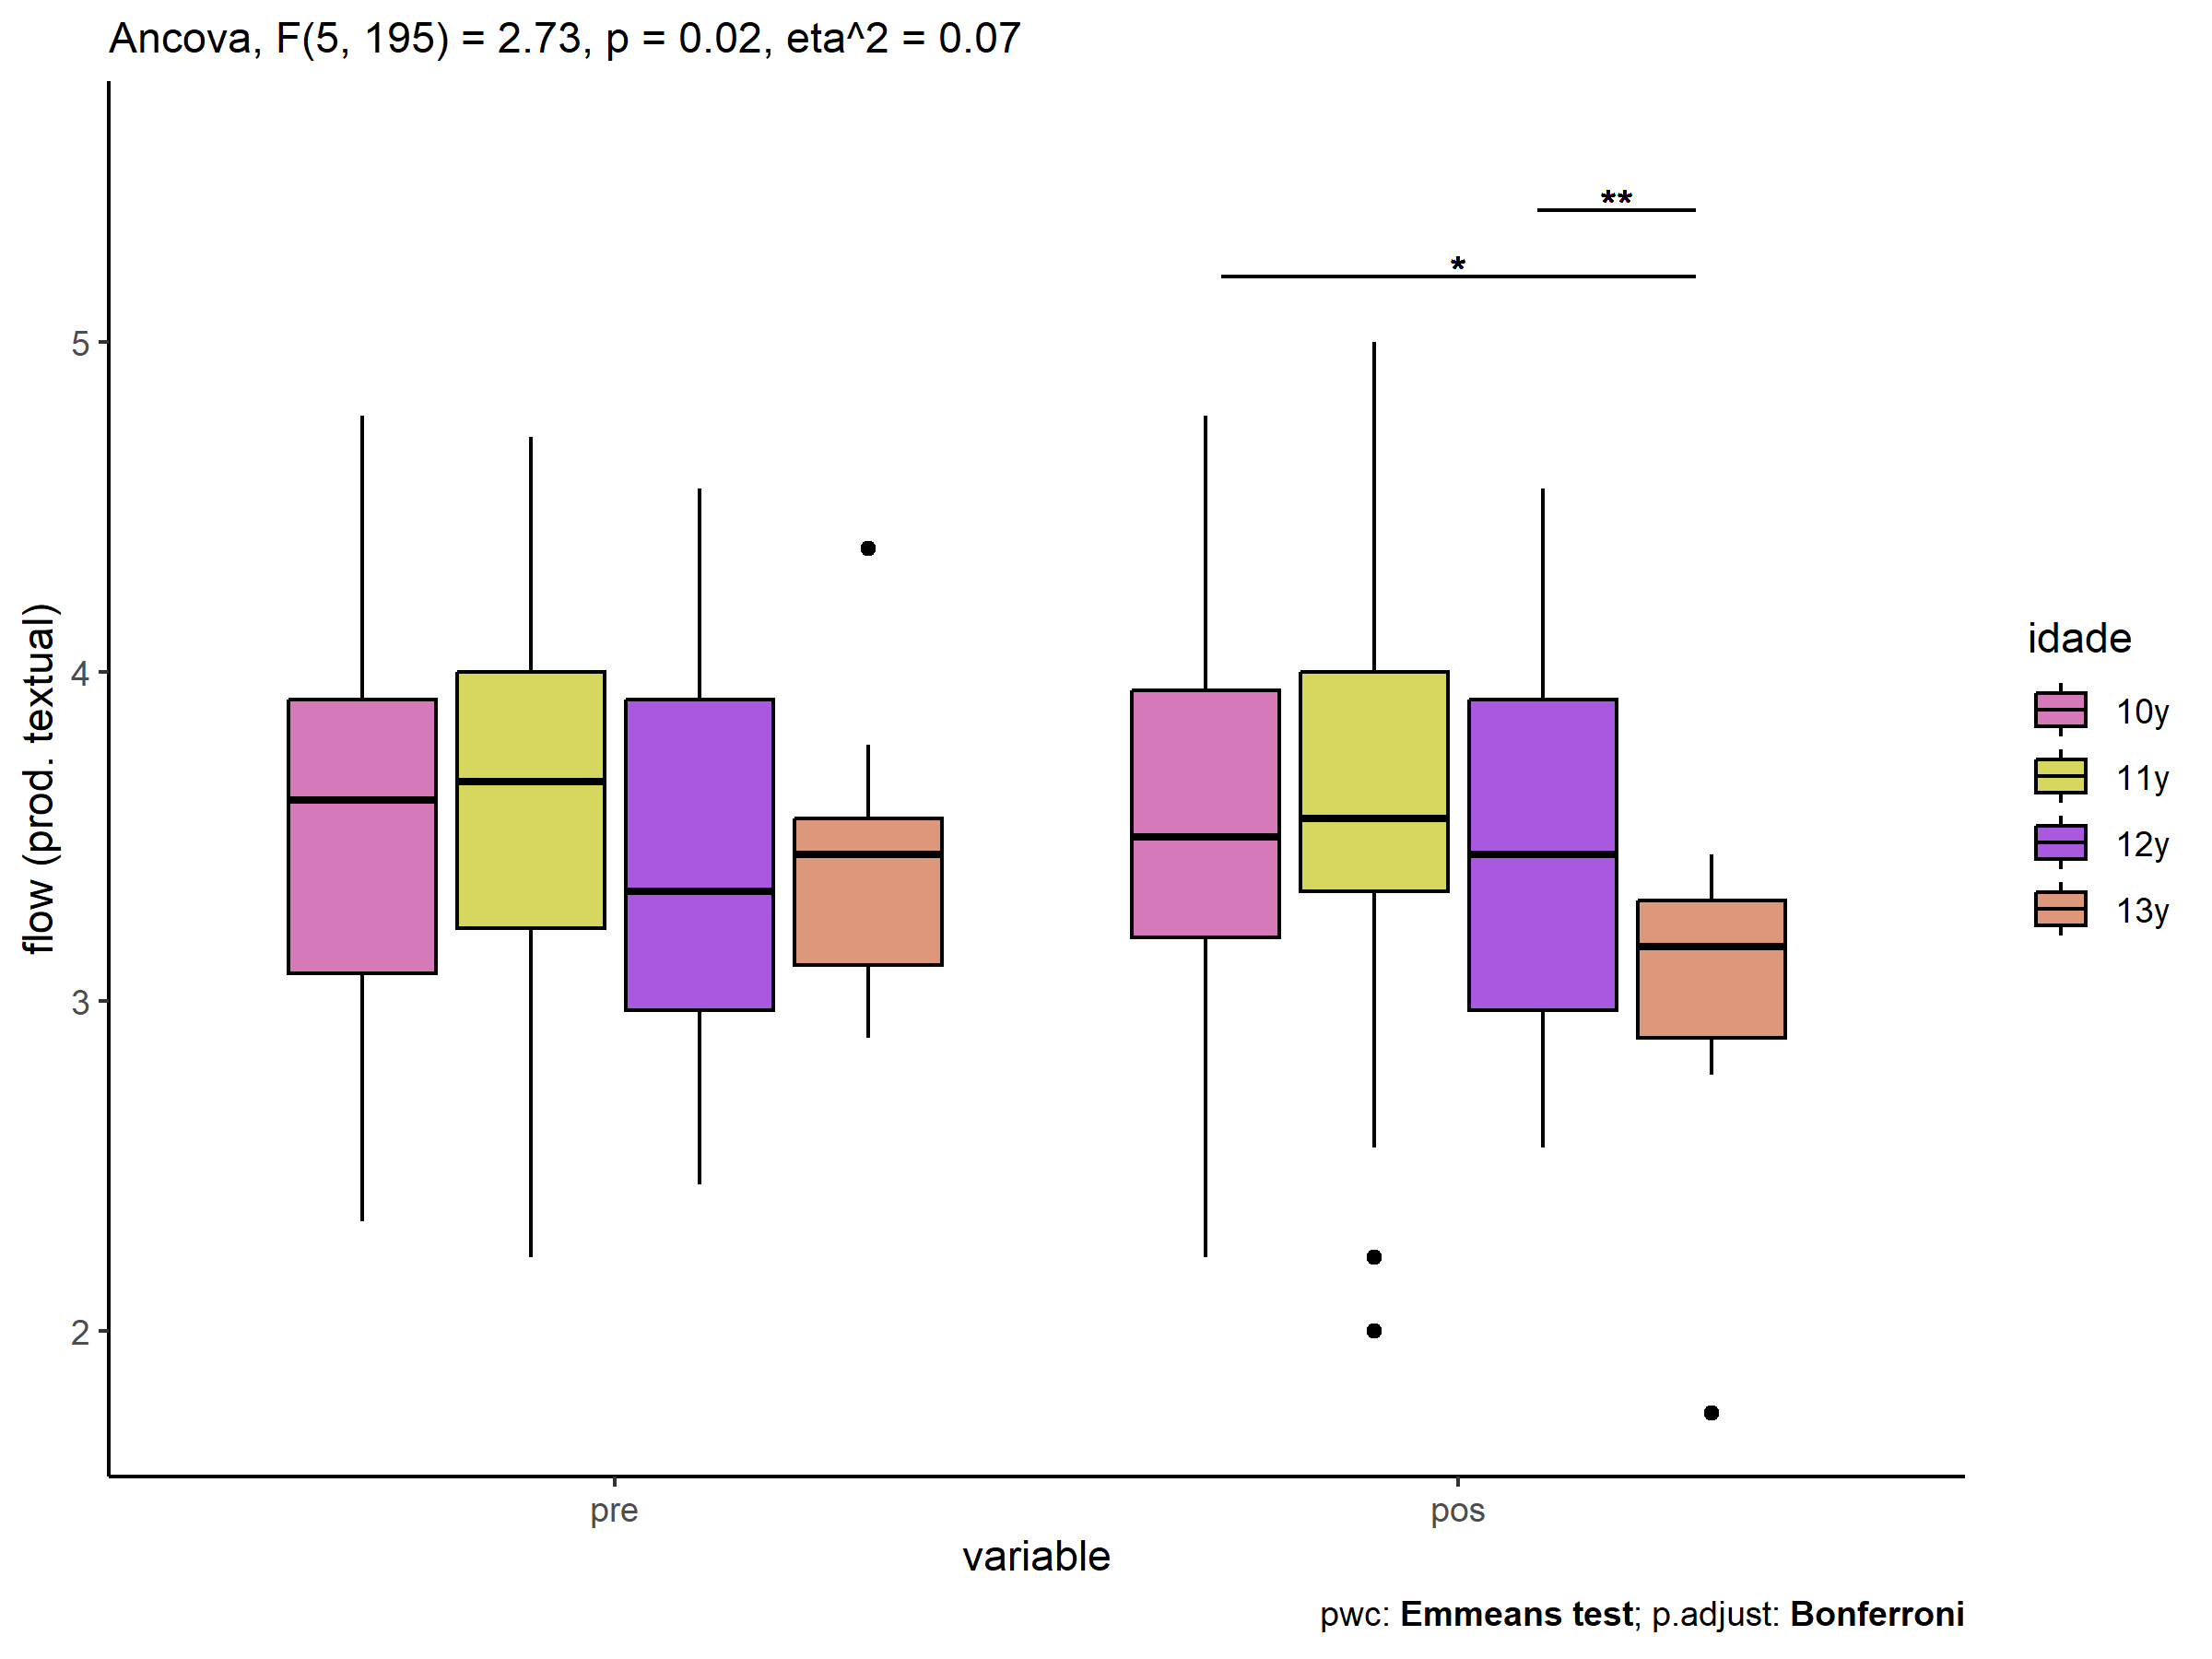 Ancova, F(5, 195) = 2.73, p = 0.02, eta^2 = 0.07
**
*
5
4
3
2
flow (prod. textual)
pre
pos
variable
idade
10y
11y
12y
13y
pwc: Emmeans test; p.adjust: Bonferroni